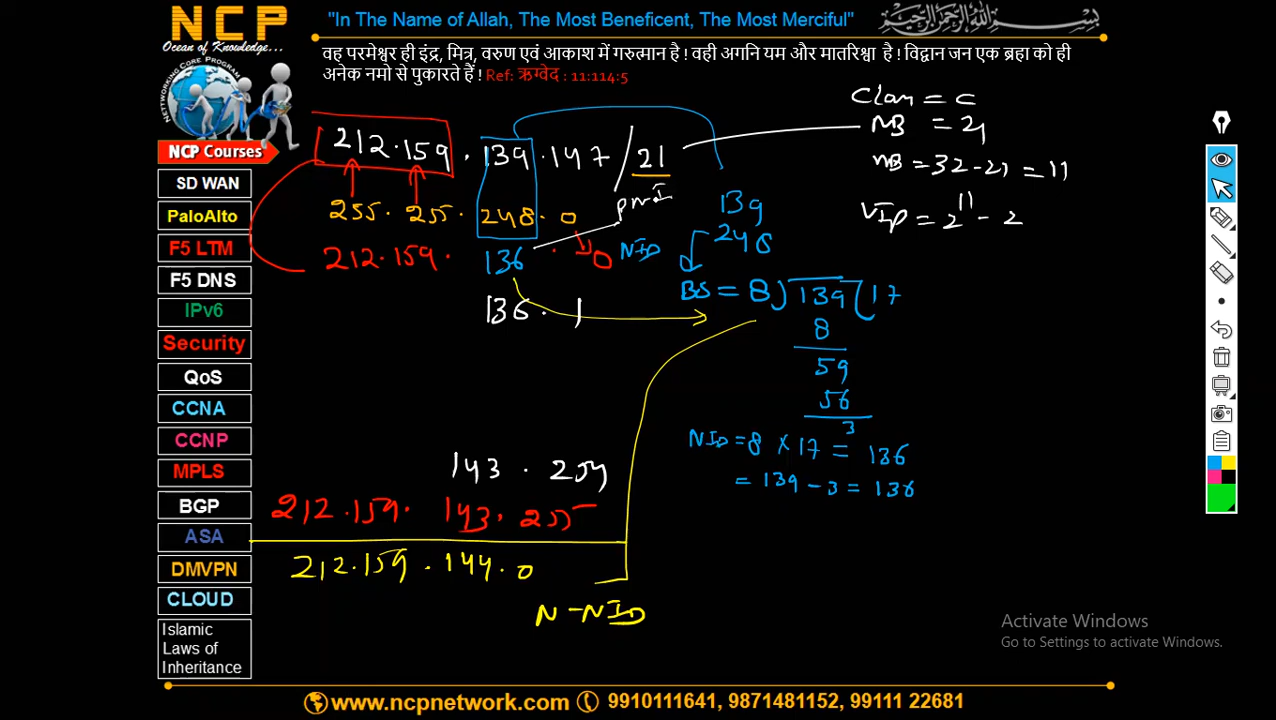 NCP
Ocean of Knowledge...
"In The Name of Allah, The Most Beneficent, The Most Merciful"
वह परमेश्वर ही इंद्र, मित्र, वरुण एवं आकाश में गरुत्मान है ! वही अगनि यम और मातरिश्वा है ! विद्वान जन एक ब्रहा को ही
अनेक नमो से पुकारते हैं ! Ref: ऋग्वेद : 11:114:5
NETWORKING CORE PROGRAM
NCP Courses
SD WAN
PaloAlto
F5 LTM
F5 DNS
IPv6
Security
QoS
CCNA
CCNP
MPLS
BGP
ASA
DMVPN
CLOUD
Islamic
Laws of
Inheritance
212.159.139.147/21
255.255.248.0
212.159.136.0 NID
136.1
143.254
212.159.143.255
212.159.144.0
N-NID
139
248
BS = 8)139(17
8
59
56
3
NID = 8 × 17 = 136
= 139 - 3 = 136
= C
NB = 21
= 32 - 21 = 11
VIP = 2^11 - 2
Activate Windows
Go to Settings to activate Windows.
www.ncpnetwork.com 9910111641, 9871481152, 99111 22681